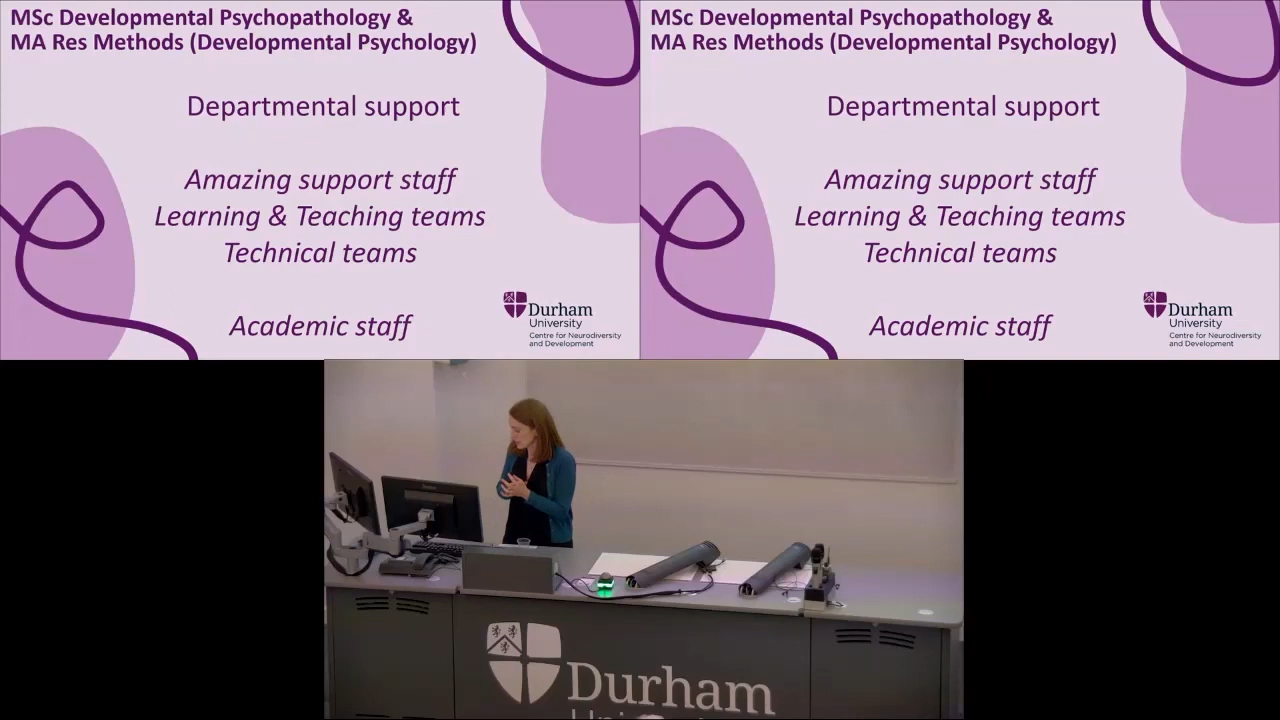 MSc Developmental Psychopathology &
MA Res Methods (Developmental Psychology)
Departmental support
Amazing support staff
Learning & Teaching teams
Technical teams
Academic staff
Durham
University
Centre for Neurodiversity
and Development
MSc Developmental Psychopathology &
MA Res Methods (Developmental Psychology)
Departmental support
Amazing support staff
Learning & Teaching teams
Technical teams
Academic staff
Durham
University
Centre for Neurodiversity
and Development
Durham